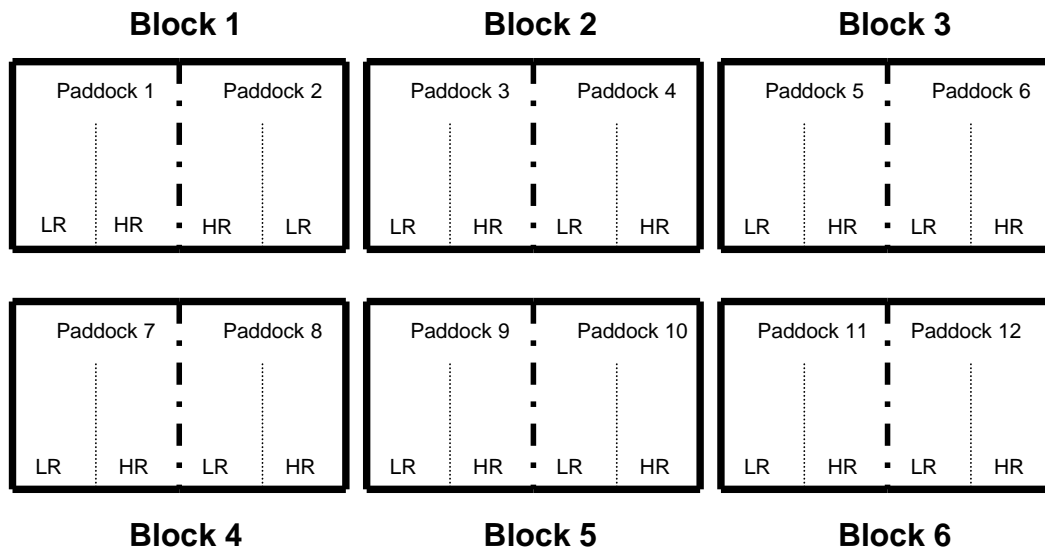 Block 1 Block 2 Block 3
Paddock 1 Paddock 2 Paddock 3 Paddock 4 Paddock 5 Paddock 6
LR HR HR LR LR HR LR HR LR HR LR HR
Paddock 7 Paddock 8 Paddock 9 Paddock 10 Paddock 11 Paddock 12
LR HR LR HR LR HR LR HR LR HR LR HR
Block 4 Block 5 Block 6